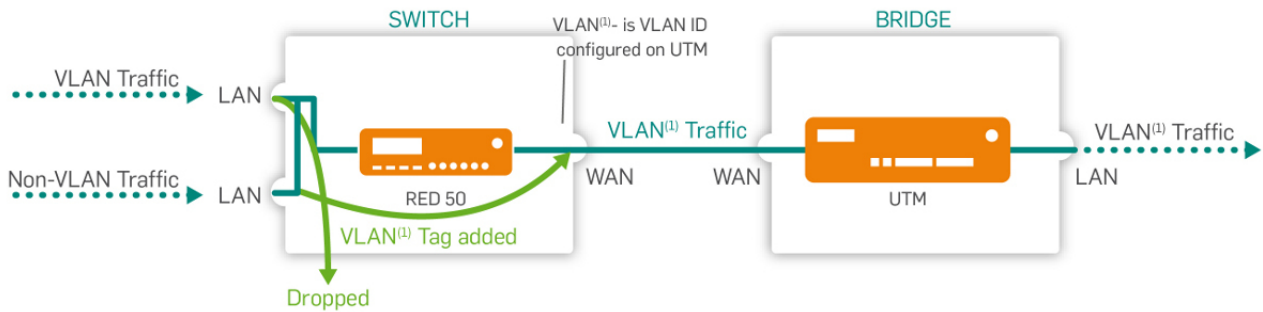 SWITCH
BRIDGE
VLAN⁽¹⁾- is VLAN ID
configured on UTM
VLAN Traffic
LAN
Non-VLAN Traffic
LAN
RED 50
VLAN⁽¹⁾ Tag added
Dropped
WAN
VLAN⁽¹⁾ Traffic
WAN
UTM
LAN
VLAN⁽¹⁾ Traffic